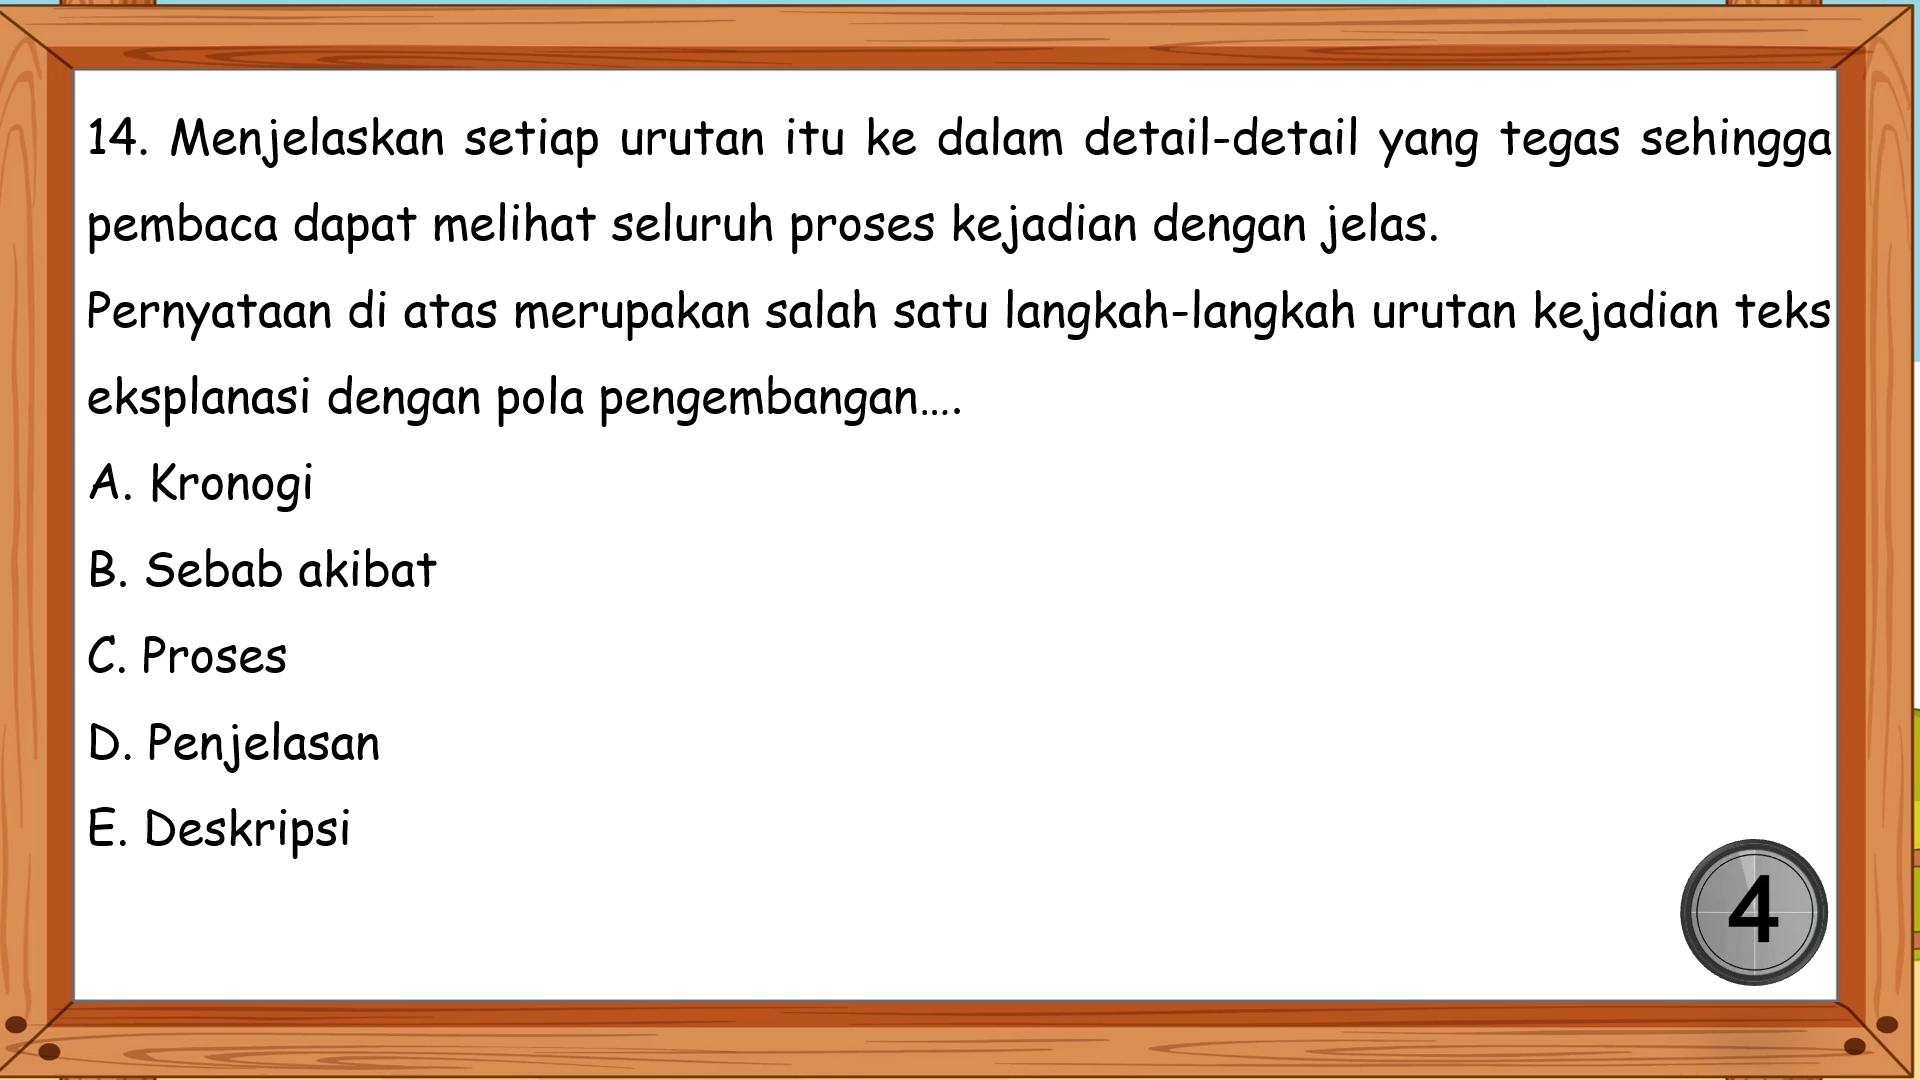 14. Menjelaskan setiap urutan itu ke dalam detail-detail yang tegas sehingga
pembaca dapat melihat seluruh proses kejadian dengan jelas.
Pernyataan di atas merupakan salah satu langkah-langkah urutan kejadian teks
eksplanasi dengan pola pengembangan....
A. Kronogi
B. Sebab akibat
C. Proses
D. Penjelasan
E. Deskripsi
4